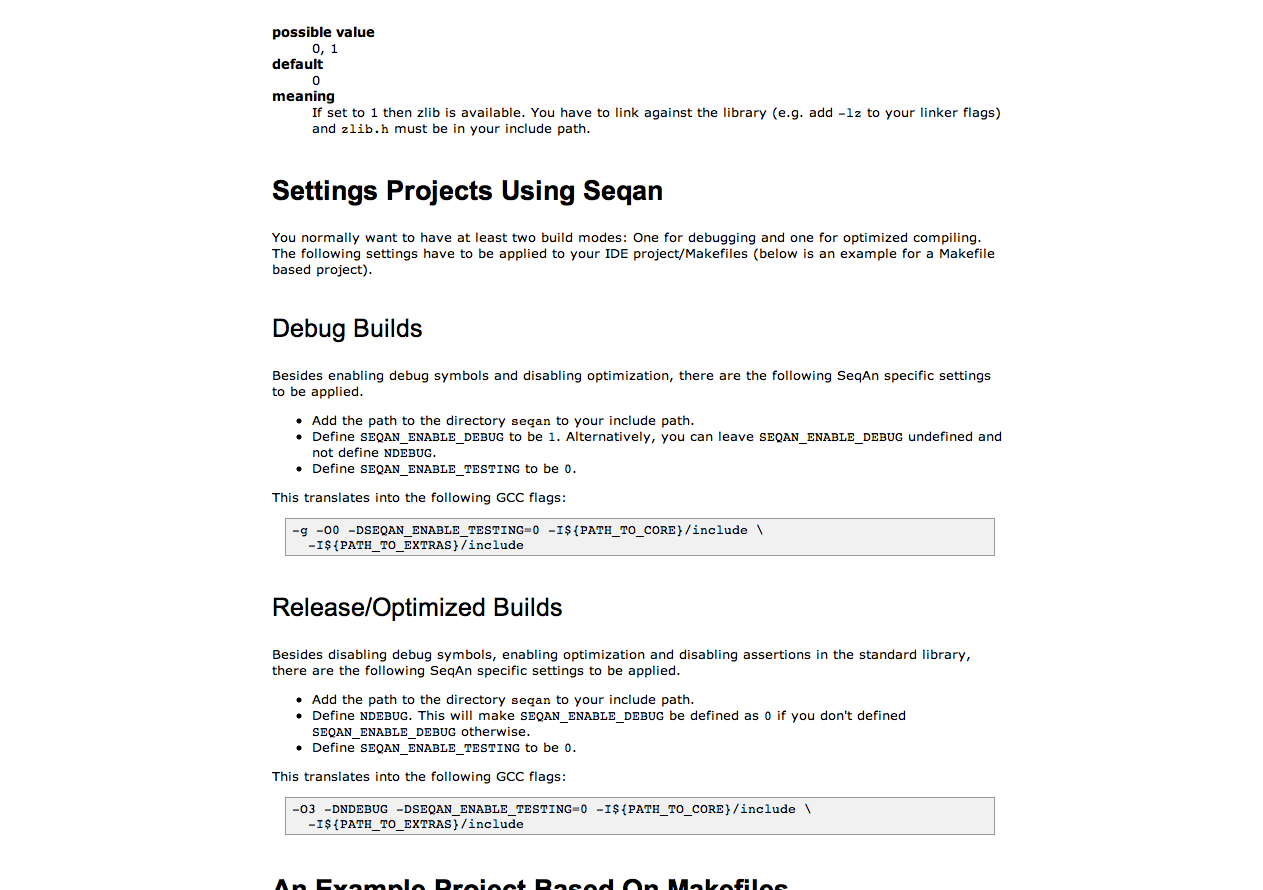 possible value
0, 1
default
0
meaning
If set to 1 then zlib is available. You have to link against the library (e.g. add -lz to your linker flags)
and zlib.h must be in your include path.
Settings Projects Using Seqan
You normally want to have at least two build modes: One for debugging and one for optimized compiling.
The following settings have to be applied to your IDE project/Makefiles (below is an example for a Makefile
based project).
Debug Builds
Besides enabling debug symbols and disabling optimization, there are the following SeqAn specific settings
to be applied.
• Add the path to the directory seqan to your include path.
• Define SEQAN_ENABLE_DEBUG to be 1. Alternatively, you can leave SEQAN_ENABLE_DEBUG undefined and
not define NDEBUG.
• Define SEQAN_ENABLE_TESTING to be 0.
This translates into the following GCC flags:
-g -O0 -DSEQAN_ENABLE_TESTING=0 -I${PATH_TO_CORE}/include \
-I${PATH_TO_EXTRAS}/include
Release/Optimized Builds
Besides disabling debug symbols, enabling optimization and disabling assertions in the standard library,
there are the following SeqAn specific settings to be applied.
• Add the path to the directory seqan to your include path.
• Define NDEBUG. This will make SEQAN_ENABLE_DEBUG be defined as 0 if you don't defined
SEQAN_ENABLE_DEBUG otherwise.
• Define SEQAN_ENABLE_TESTING to be 0.
This translates into the following GCC flags:
-O3 -DNDEBUG -DSEQAN_ENABLE_TESTING=0 -I${PATH_TO_CORE}/include \
-I${PATH_TO_EXTRAS}/include
An Example Project Based On Makefiles